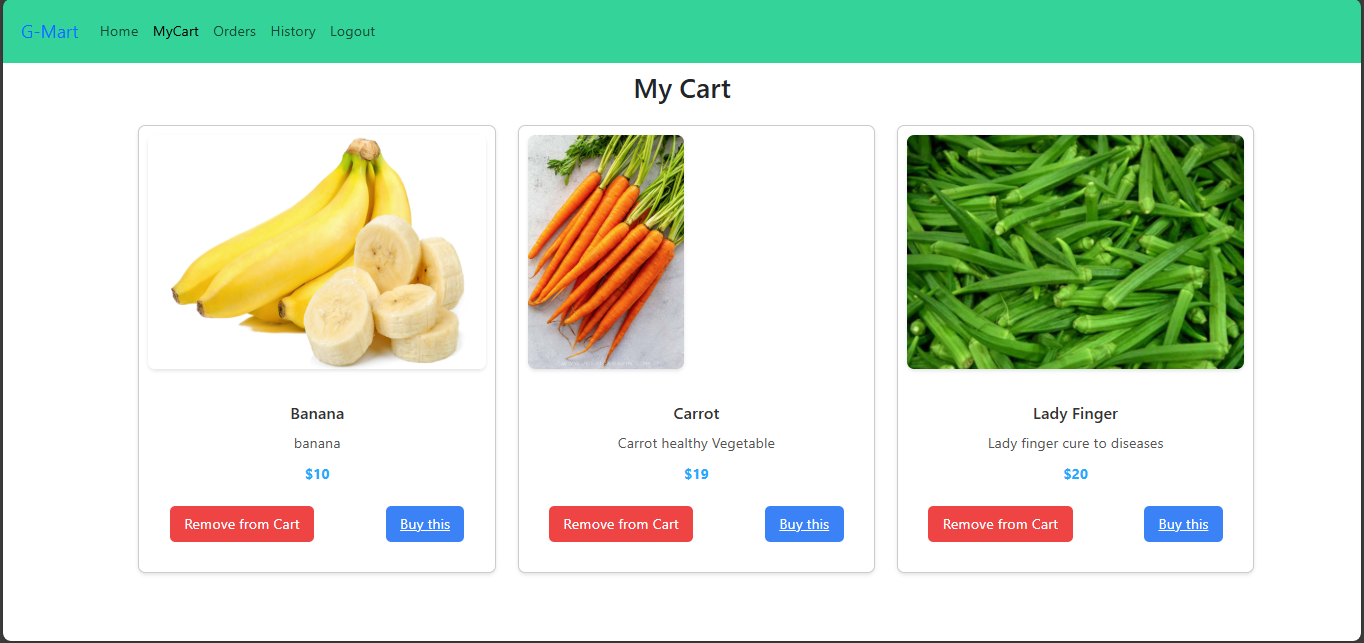 G-Mart Home MyCart Orders History Logout
My Cart
Banana
banana
$10
Remove from Cart Buy this
Carrot
Carrot healthy Vegetable
$19
Remove from Cart Buy this
Lady Finger
Lady finger cure to diseases
$20
Remove from Cart Buy this